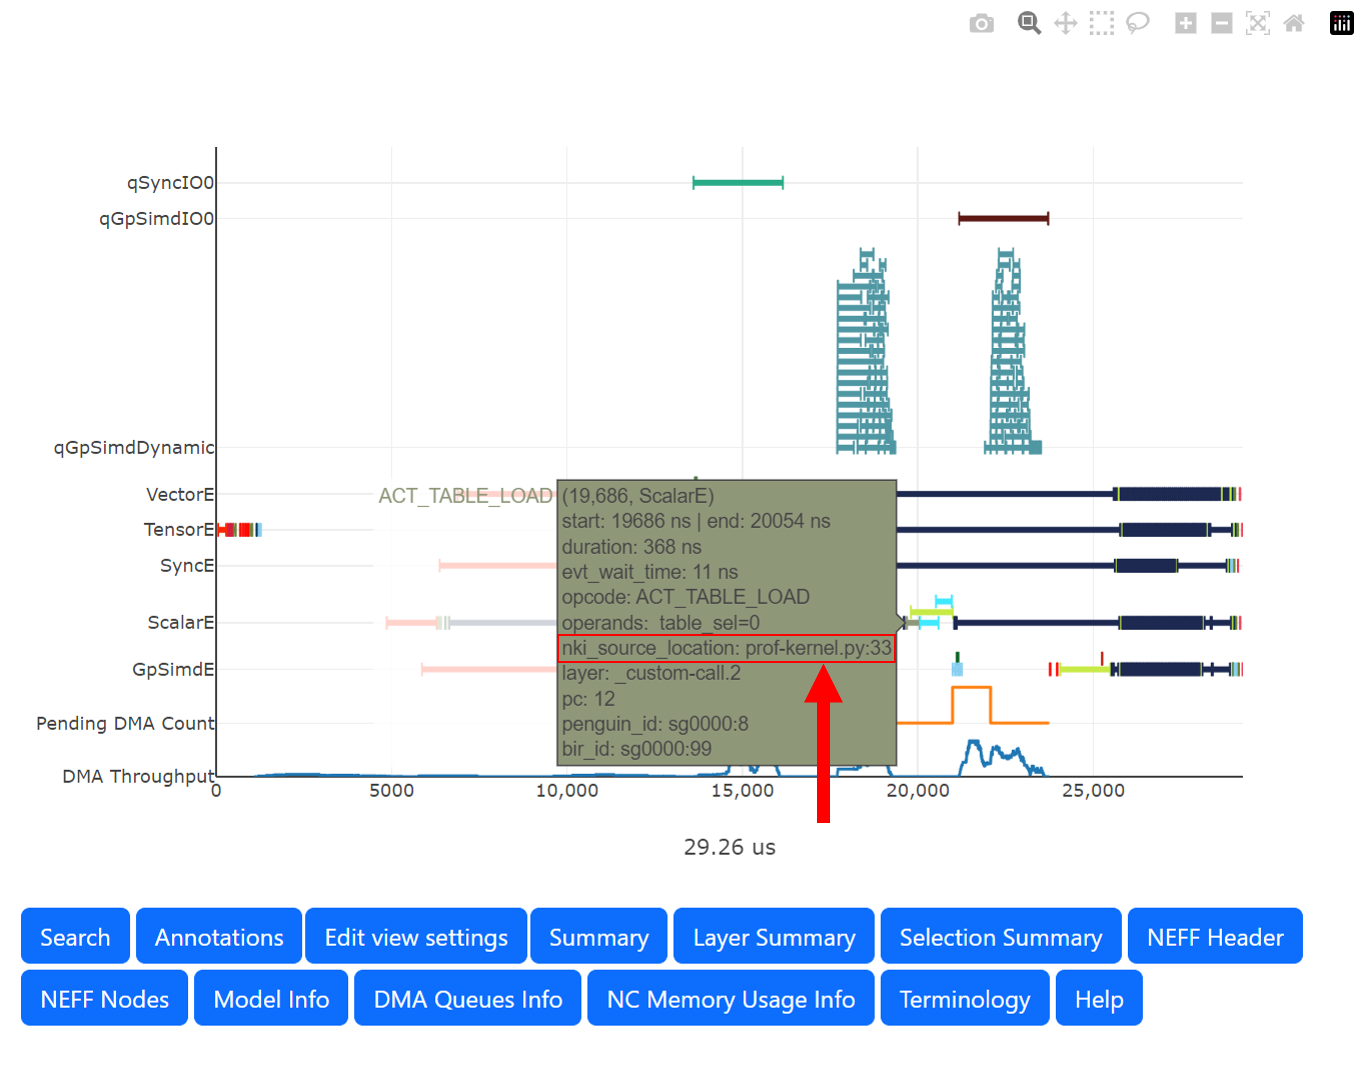 qSyncIO0
qGpSimdIO0
qGpSimdDynamic
VectorE
TensorE
SyncE
ScalarE
GpSimdE
Pending DMA Count
DMA Throughput
ACT_TABLE_LOAD
(19,686, ScalarE)
start: 19686 ns | end: 20054 ns
duration: 368 ns
evt_wait_time: 11 ns
opcode: ACT_TABLE_LOAD
operands: table_sel=0
nki_source_location: prof-kernel.py:33
layer: _custom-call.2
pc: 12
penguin_id: sg0000:8
bir_id: sg0000:99
0 5000 10,000 15,000 20,000 25,000
29.26 us
Search Annotations Edit view settings Summary Layer Summary Selection Summary NEFF Header
NEFF Nodes Model Info DMA Queues Info NC Memory Usage Info Terminology Help